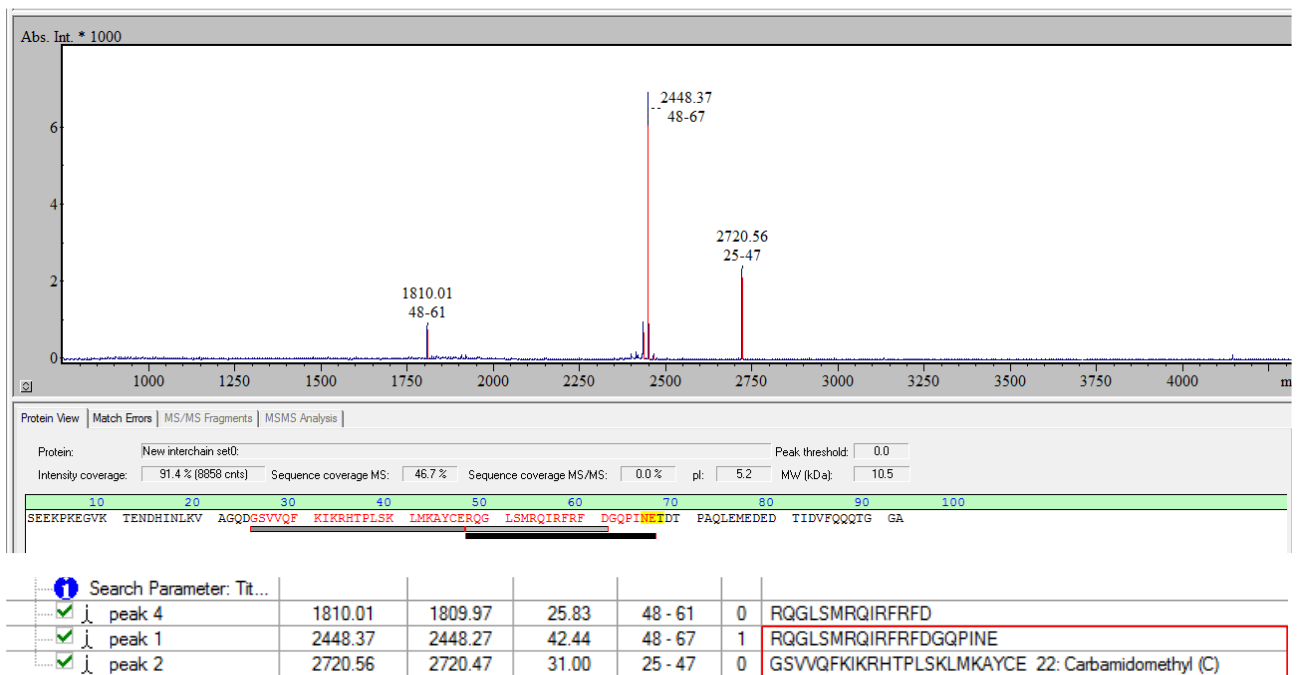 Abs. Int. * 1000
2448.37
48-67
6
4
2720.56
25-47
2
1810.01
48-61
0
1000 1250 1500 1750 2000 2250 2500 2750 3000 3250 3500 3750 4000 m
Protein View Match Errors MS/MS Fragments MSMS Analysis
Protein: New interchain set0: Peak threshold: 0.0
Intensity coverage: 91.4 % (8858 cnts) Sequence coverage MS: 46.7 % Sequence coverage MS/MS: 0.0 % pI: 5.2 MW (kDa): 10.5
10 20 30 40 50 60 70 80 90 100
SEEKPKEGVK TENDHINLKV AGQDGSVVQF KIKRHTPLSK LMKAYCERQG LSMRQIRFRF DGQPINETDT PAQLEMEDED TIDVFQQQTG GA
Search Parameter: Tit...
peak 4 1810.01 1809.97 25.83 48 - 61 0 RQGLSMRQIRFRFD
peak 1 2448.37 2448.27 42.44 48 - 67 1 RQGLSMRQIRFRFDGQPINE
peak 2 2720.56 2720.47 31.00 25 - 47 0 GSVVQFKIKRHTPLSKLMKAYCE 22: Carbamidomethyl (C)